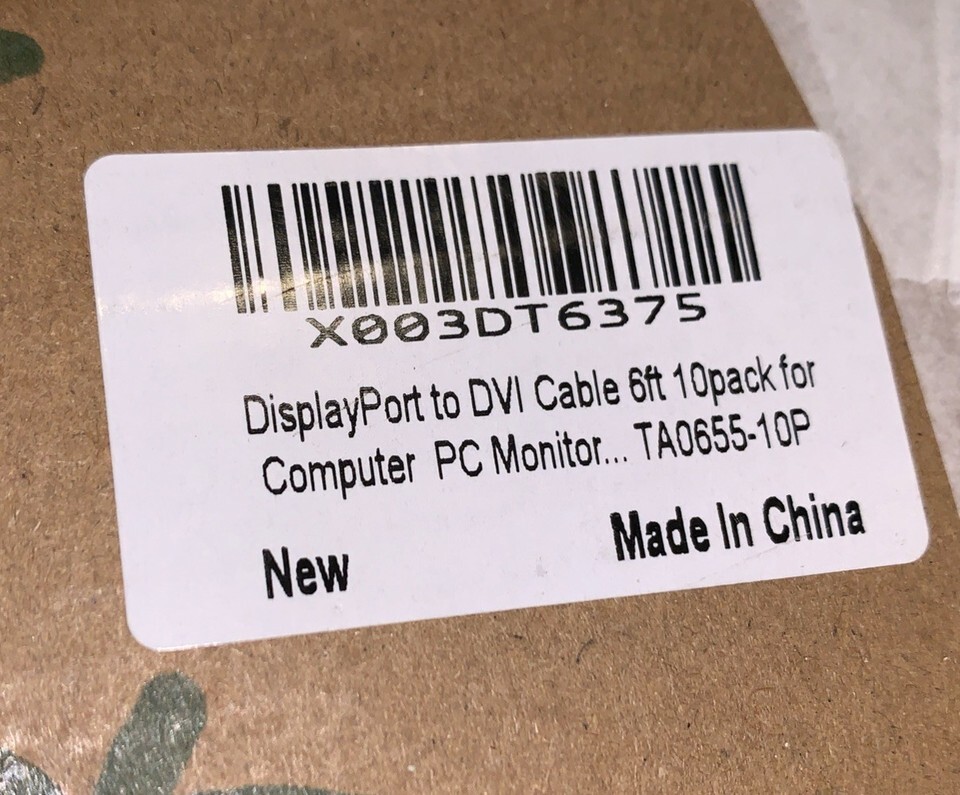 X003DT6375
DisplayPort to DVI Cable 6ft 10pack for
Computer PC Monitor... TA0655-10P
New
Made In China